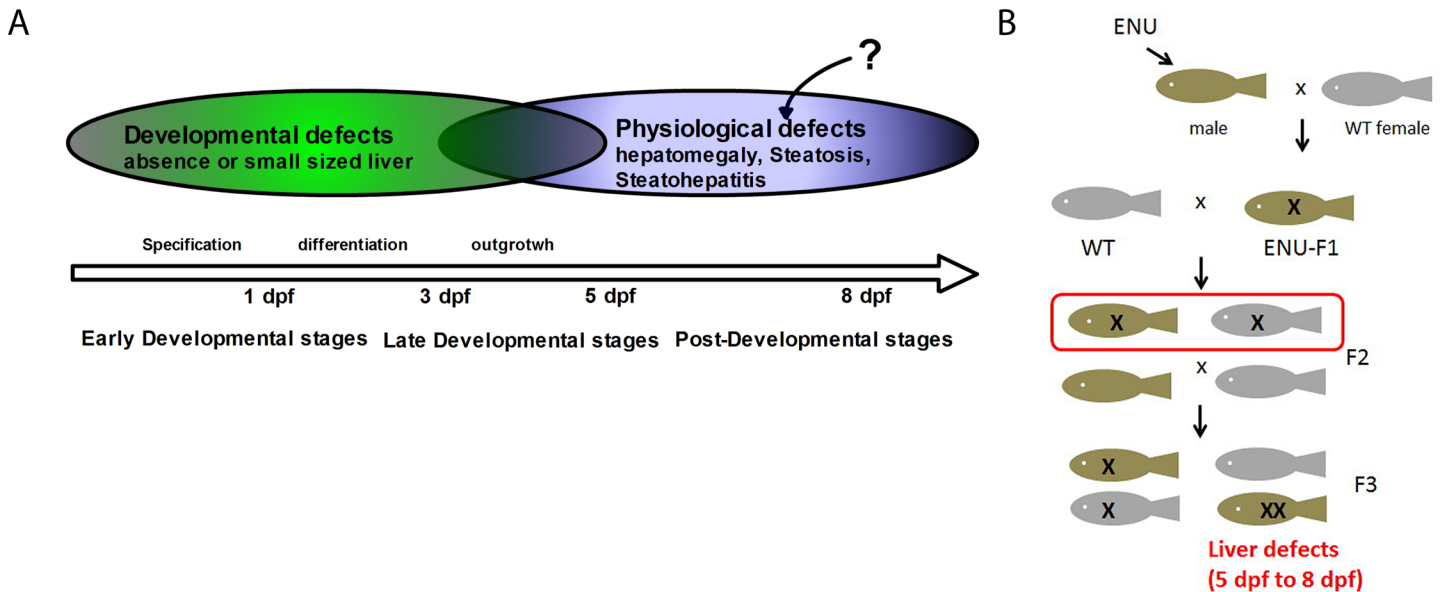 A
?
Developmental defects
absence or small sized liver
Physiological defects
hepatomegaly, Steatosis,
Steatohepatitis
Specification differentiation outgrotwh
1 dpf 3 dpf 5 dpf 8 dpf
Early Developmental stages Late Developmental stages Post-Developmental stages
B
ENU
x
male WT female
x X
WT ENU-F1
X X
F2
x
X
F3
X XX
Liver defects
(5 dpf to 8 dpf)